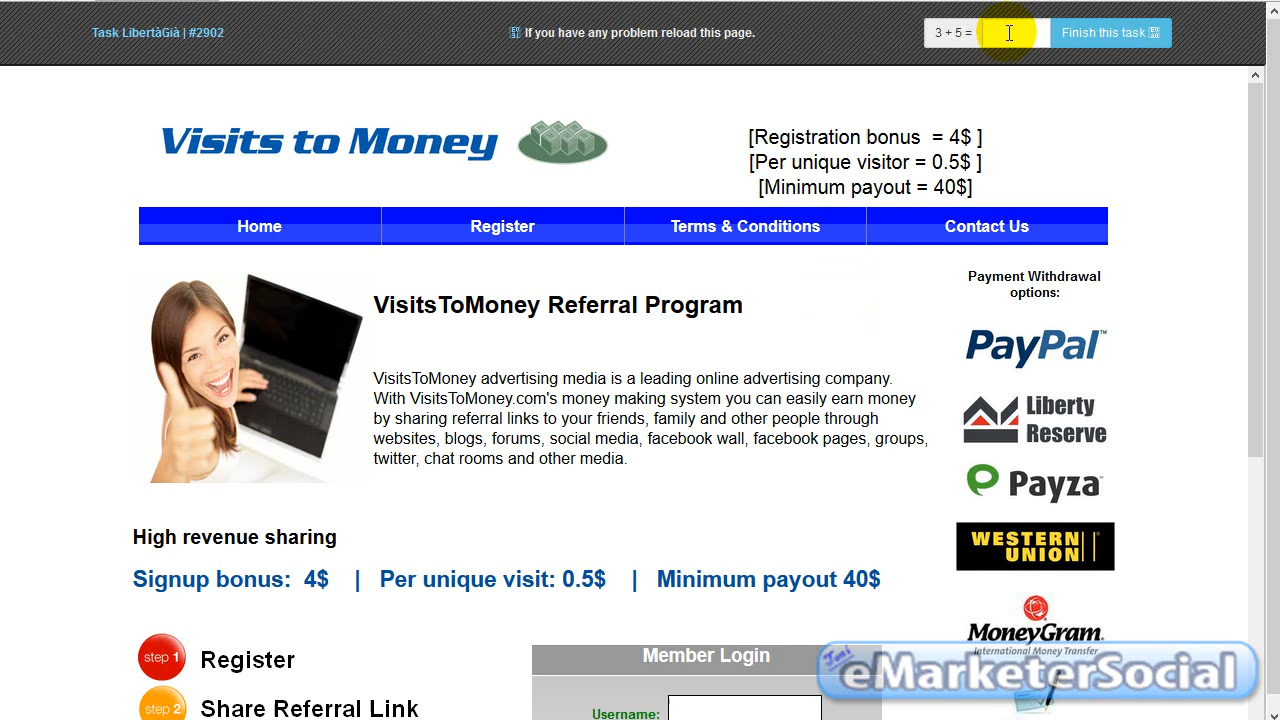 Task LibertàGià | #2902
If you have any problem reload this page.
3 + 5 =
Finish this task
Visits to Money
[Registration bonus = 4$ ]
[Per unique visitor = 0.5$ ]
[Minimum payout = 40$]
Home
Register
Terms & Conditions
Contact Us
VisitsToMoney Referral Program
VisitsToMoney advertising media is a leading online advertising company.
With VisitsToMoney.com's money making system you can easily earn money
by sharing referral links to your friends, family and other people through
websites, blogs, forums, social media, facebook wall, facebook pages, groups,
twitter, chat rooms and other media.
Payment Withdrawal
options:
PayPal™
Liberty
Reserve
Payza
WESTERN
UNION
MoneyGram.
International Money Transfer
High revenue sharing
Signup bonus: 4$ | Per unique visit: 0.5$ | Minimum payout 40$
step 1
Register
step 2
Share Referral Link
Member Login
Username:
eMarketerSocial